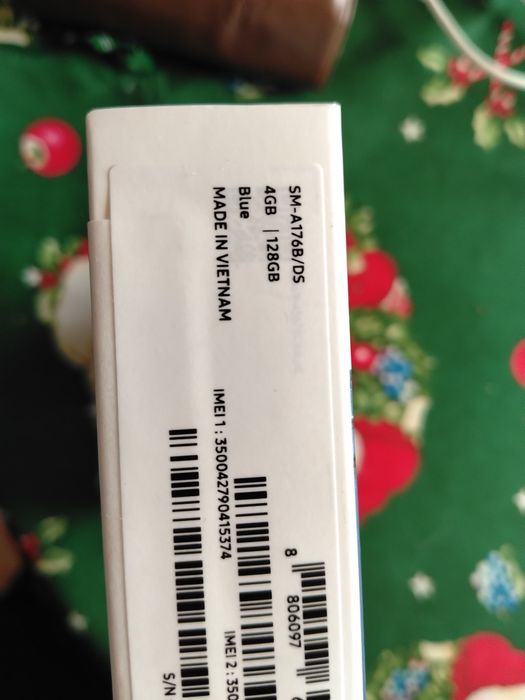 SM-A176B/DS
4GB | 128GB
Blue
MADE IN VIETNAM
IMEI 1 : 350042790415374
8 806097
IMEI 2 : 350
S/N